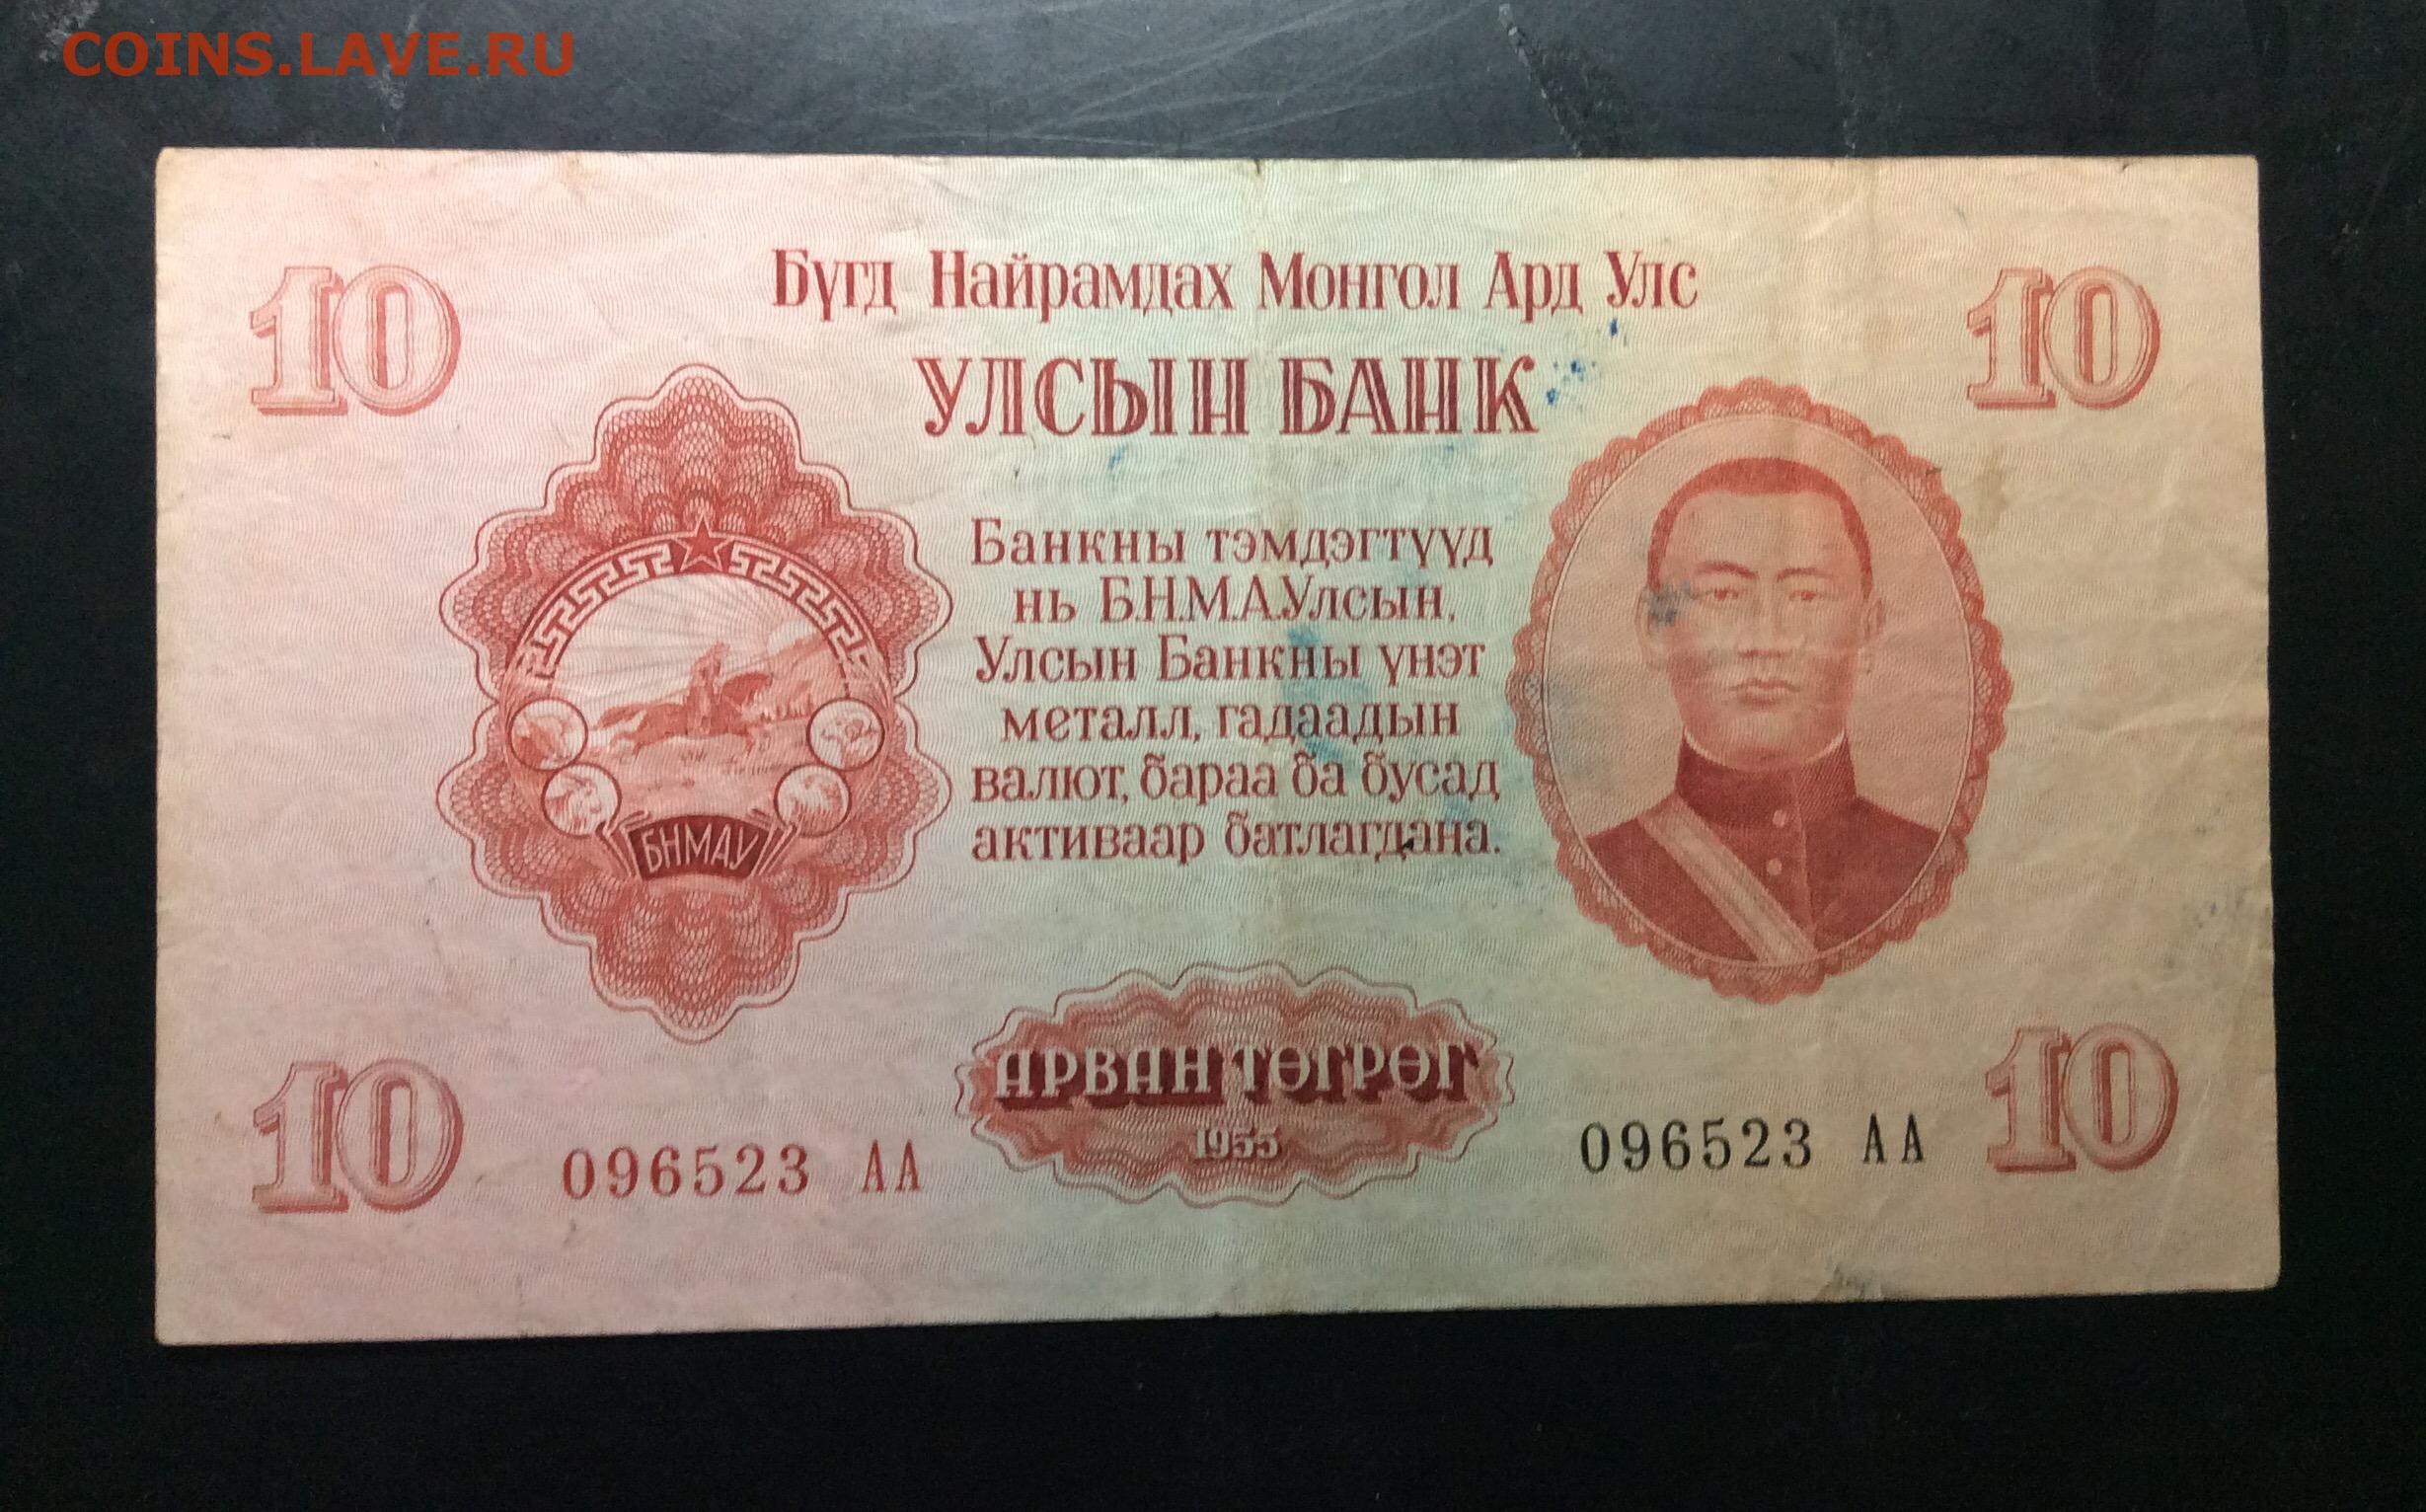 COINS.LAVE.RU
Бүгд Найрамдах Монгол Ард Улс
10
10
УЛСЫН БАНК
Банкны тэмдэгтүүд
нь Б.Н.М.А.Улсын,
Улсын Банкны үнэт
металл, гадаадын
валют, бараа ба бусад
активаар батлагдана.
БНМАУ
АРВАН ТӨГРӨГ
1955
10
096523 АА
096523 АА
10